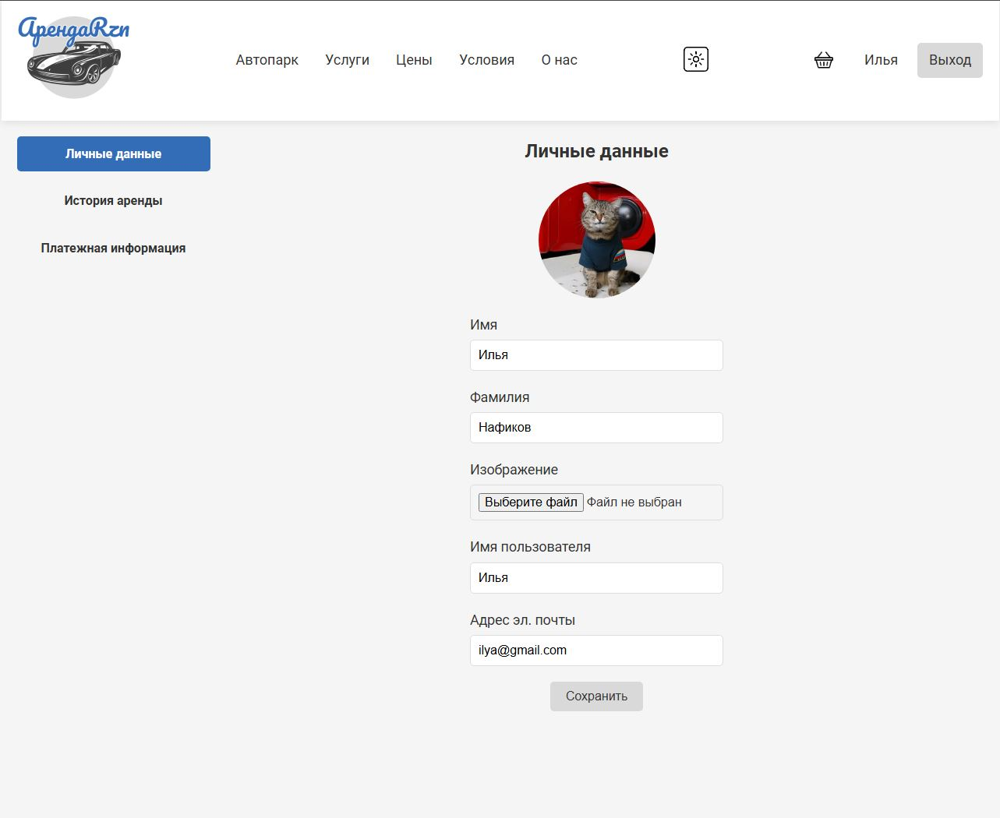 АрендаRzn
Автопарк Услуги Цены Условия О нас Илья Выход
Личные данные
История аренды
Платежная информация
Личные данные
Имя
Илья
Фамилия
Нафиков
Изображение
Выберите файл Файл не выбран
Имя пользователя
Илья
Адрес эл. почты
ilya@gmail.com
Сохранить